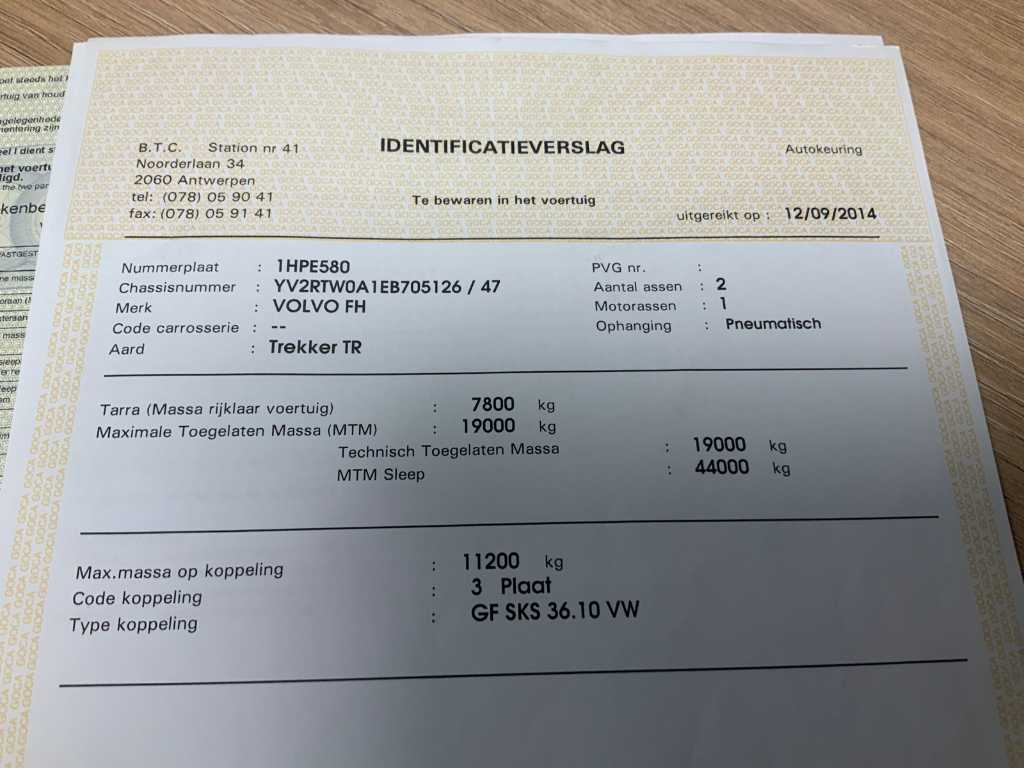 B.T.C. Station nr 41
Noorderlaan 34
2060 Antwerpen
tel: (078) 05 90 41
fax: (078) 05 91 41
IDENTIFICATIEVERSLAG
Te bewaren in het voertuig
Autokeuring
uitgereikt op : 12/09/2014
Nummerplaat : 1HPE580
Chassisnummer : YV2RTW0A1EB705126 / 47
Merk : VOLVO FH
Code carrosserie : --
Aard : Trekker TR
PVG nr. :
Aantal assen : 2
Motorassen : 1
Ophanging : Pneumatisch
Tarra (Massa rijklaar voertuig) : 7800 kg
Maximale Toegelaten Massa (MTM) : 19000 kg
Technisch Toegelaten Massa : 19000 kg
MTM Sleep : 44000 kg
Max.massa op koppeling : 11200 kg
Code koppeling : 3 Plaat
Type koppeling : GF SKS 36.10 VW